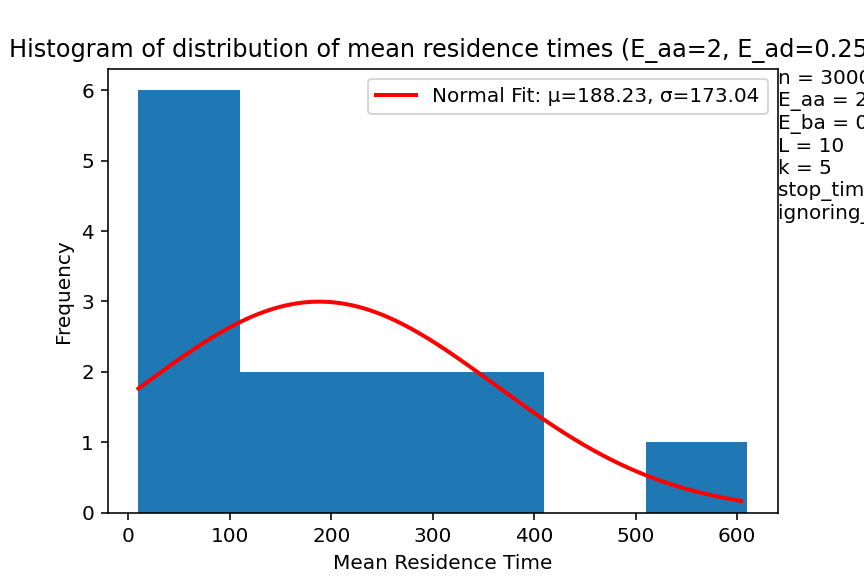 Histogram of distribution of mean residence times (E_aa=2, E_ad=0.25
n = 3000
E_aa = 2
E_ba = 0
L = 10
k = 5
stop_tim
ignoring_
Normal Fit: μ=188.23, σ=173.04
6
5
4
3
2
1
0
Frequency
0 100 200 300 400 500 600
Mean Residence Time